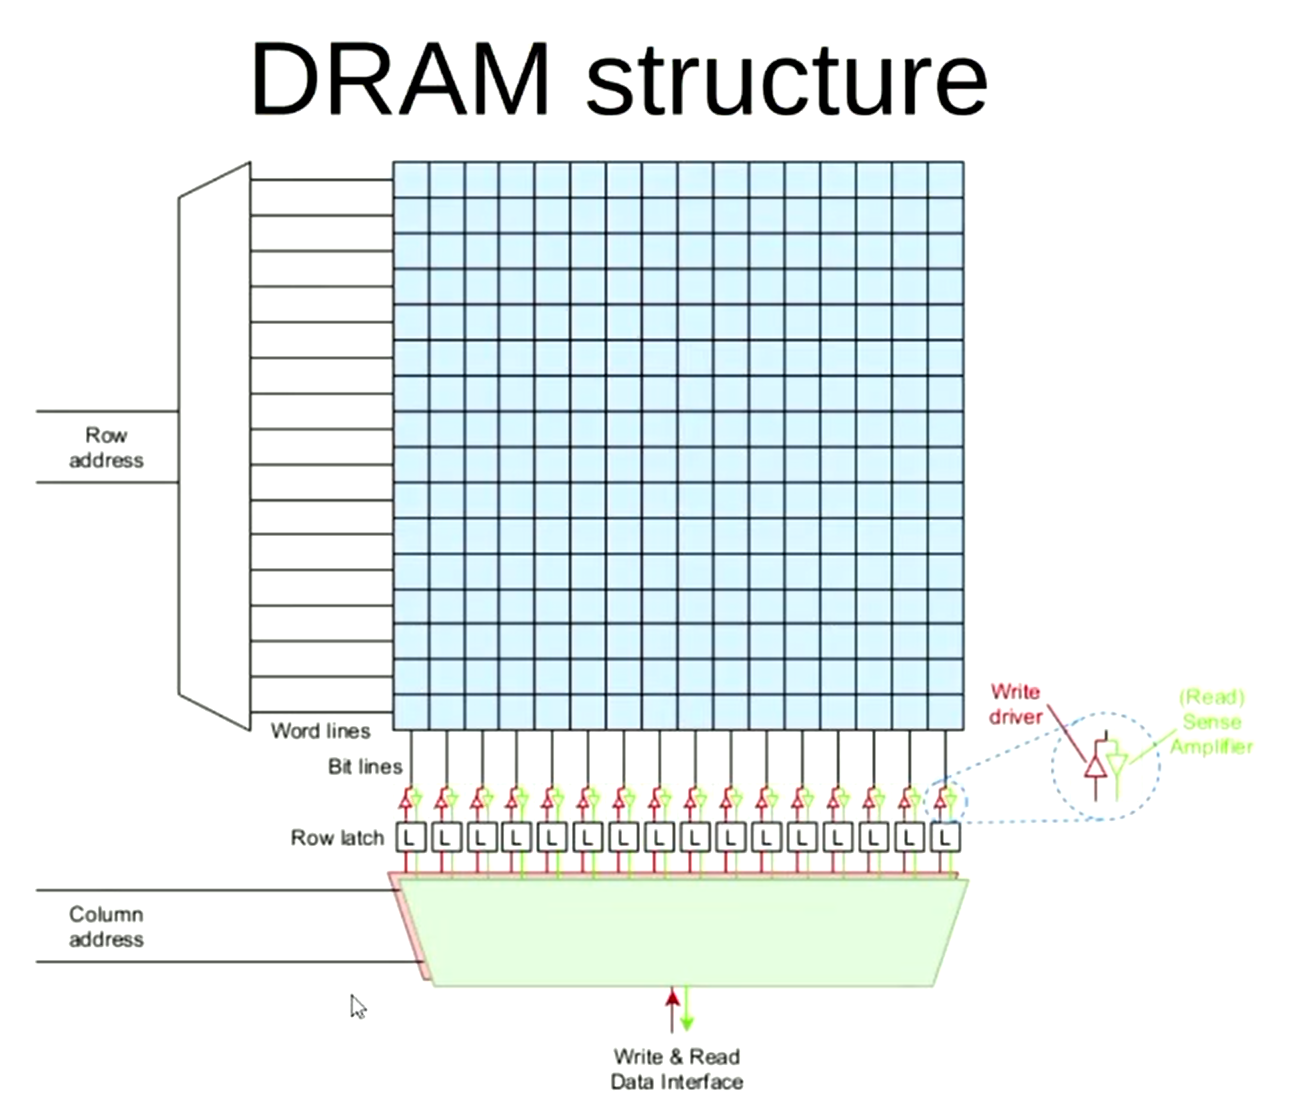 DRAM structure
Row
address
Word lines
Write
driver
(Read)
Sense
Amplifier
Bit lines
Row latch
L L L L L L L L L L L L L L L L
Column
address
Write & Read
Data Interface